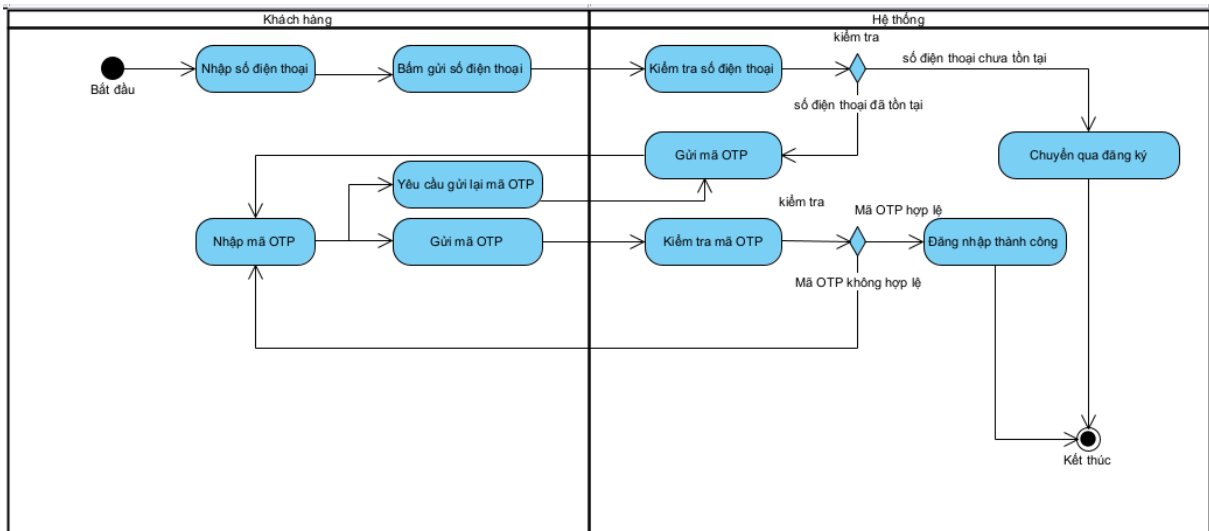 Khách hàng
Hệ thống
kiểm tra
Nhập số điện thoại
Bấm gửi số điện thoại
Kiểm tra số điện thoại
số điện thoại chưa tồn tại
Bắt đầu
số điện thoại đã tồn tại
Gửi mã OTP
Chuyển qua đăng ký
Yêu cầu gửi lại mã OTP
kiểm tra
Mã OTP hợp lệ
Nhập mã OTP
Gửi mã OTP
Kiểm tra mã OTP
Đăng nhập thành công
Mã OTP không hợp lệ
Kết thúc